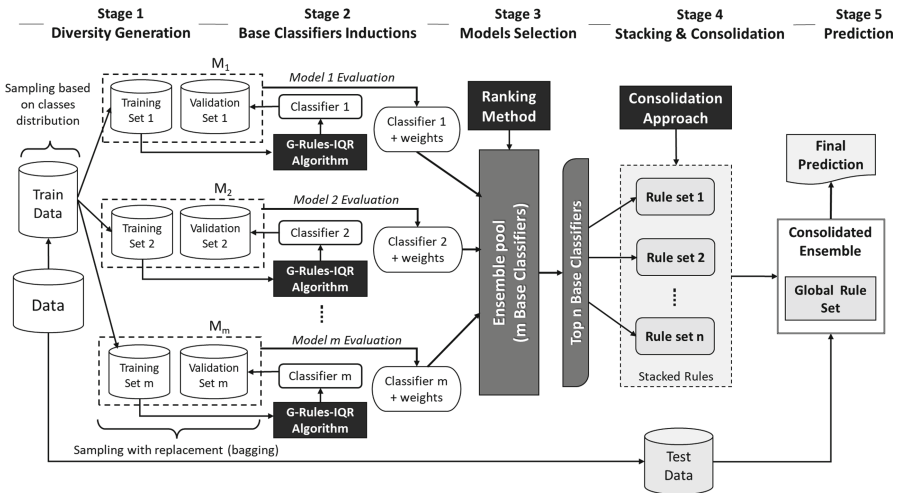 Stage 1
Diversity Generation
Stage 2
Base Classifiers Inductions
Stage 3
Models Selection
Stage 4
Stacking & Consolidation
Stage 5
Prediction
Sampling based
on classes
distribution
M1
Training
Set 1
Validation
Set 1
Model 1 Evaluation
Classifier 1
G-Rules-IQR
Algorithm
Classifier 1
+ weights
Train
Data
Data
M2
Training
Set 2
Validation
Set 2
Model 2 Evaluation
Classifier 2
G-Rules-IQR
Algorithm
Classifier 2
+ weights
Mm
Training
Set m
Validation
Set m
Model m Evaluation
Classifier m
G-Rules-IQR
Algorithm
Classifier m
+ weights
Sampling with replacement (bagging)
Ranking
Method
Ensemble pool
(m Base Classifiers)
Top n Base Classifiers
Consolidation
Approach
Rule set 1
Rule set 2
Rule set n
Stacked Rules
Final
Prediction
Consolidated
Ensemble
Global Rule
Set
Test
Data